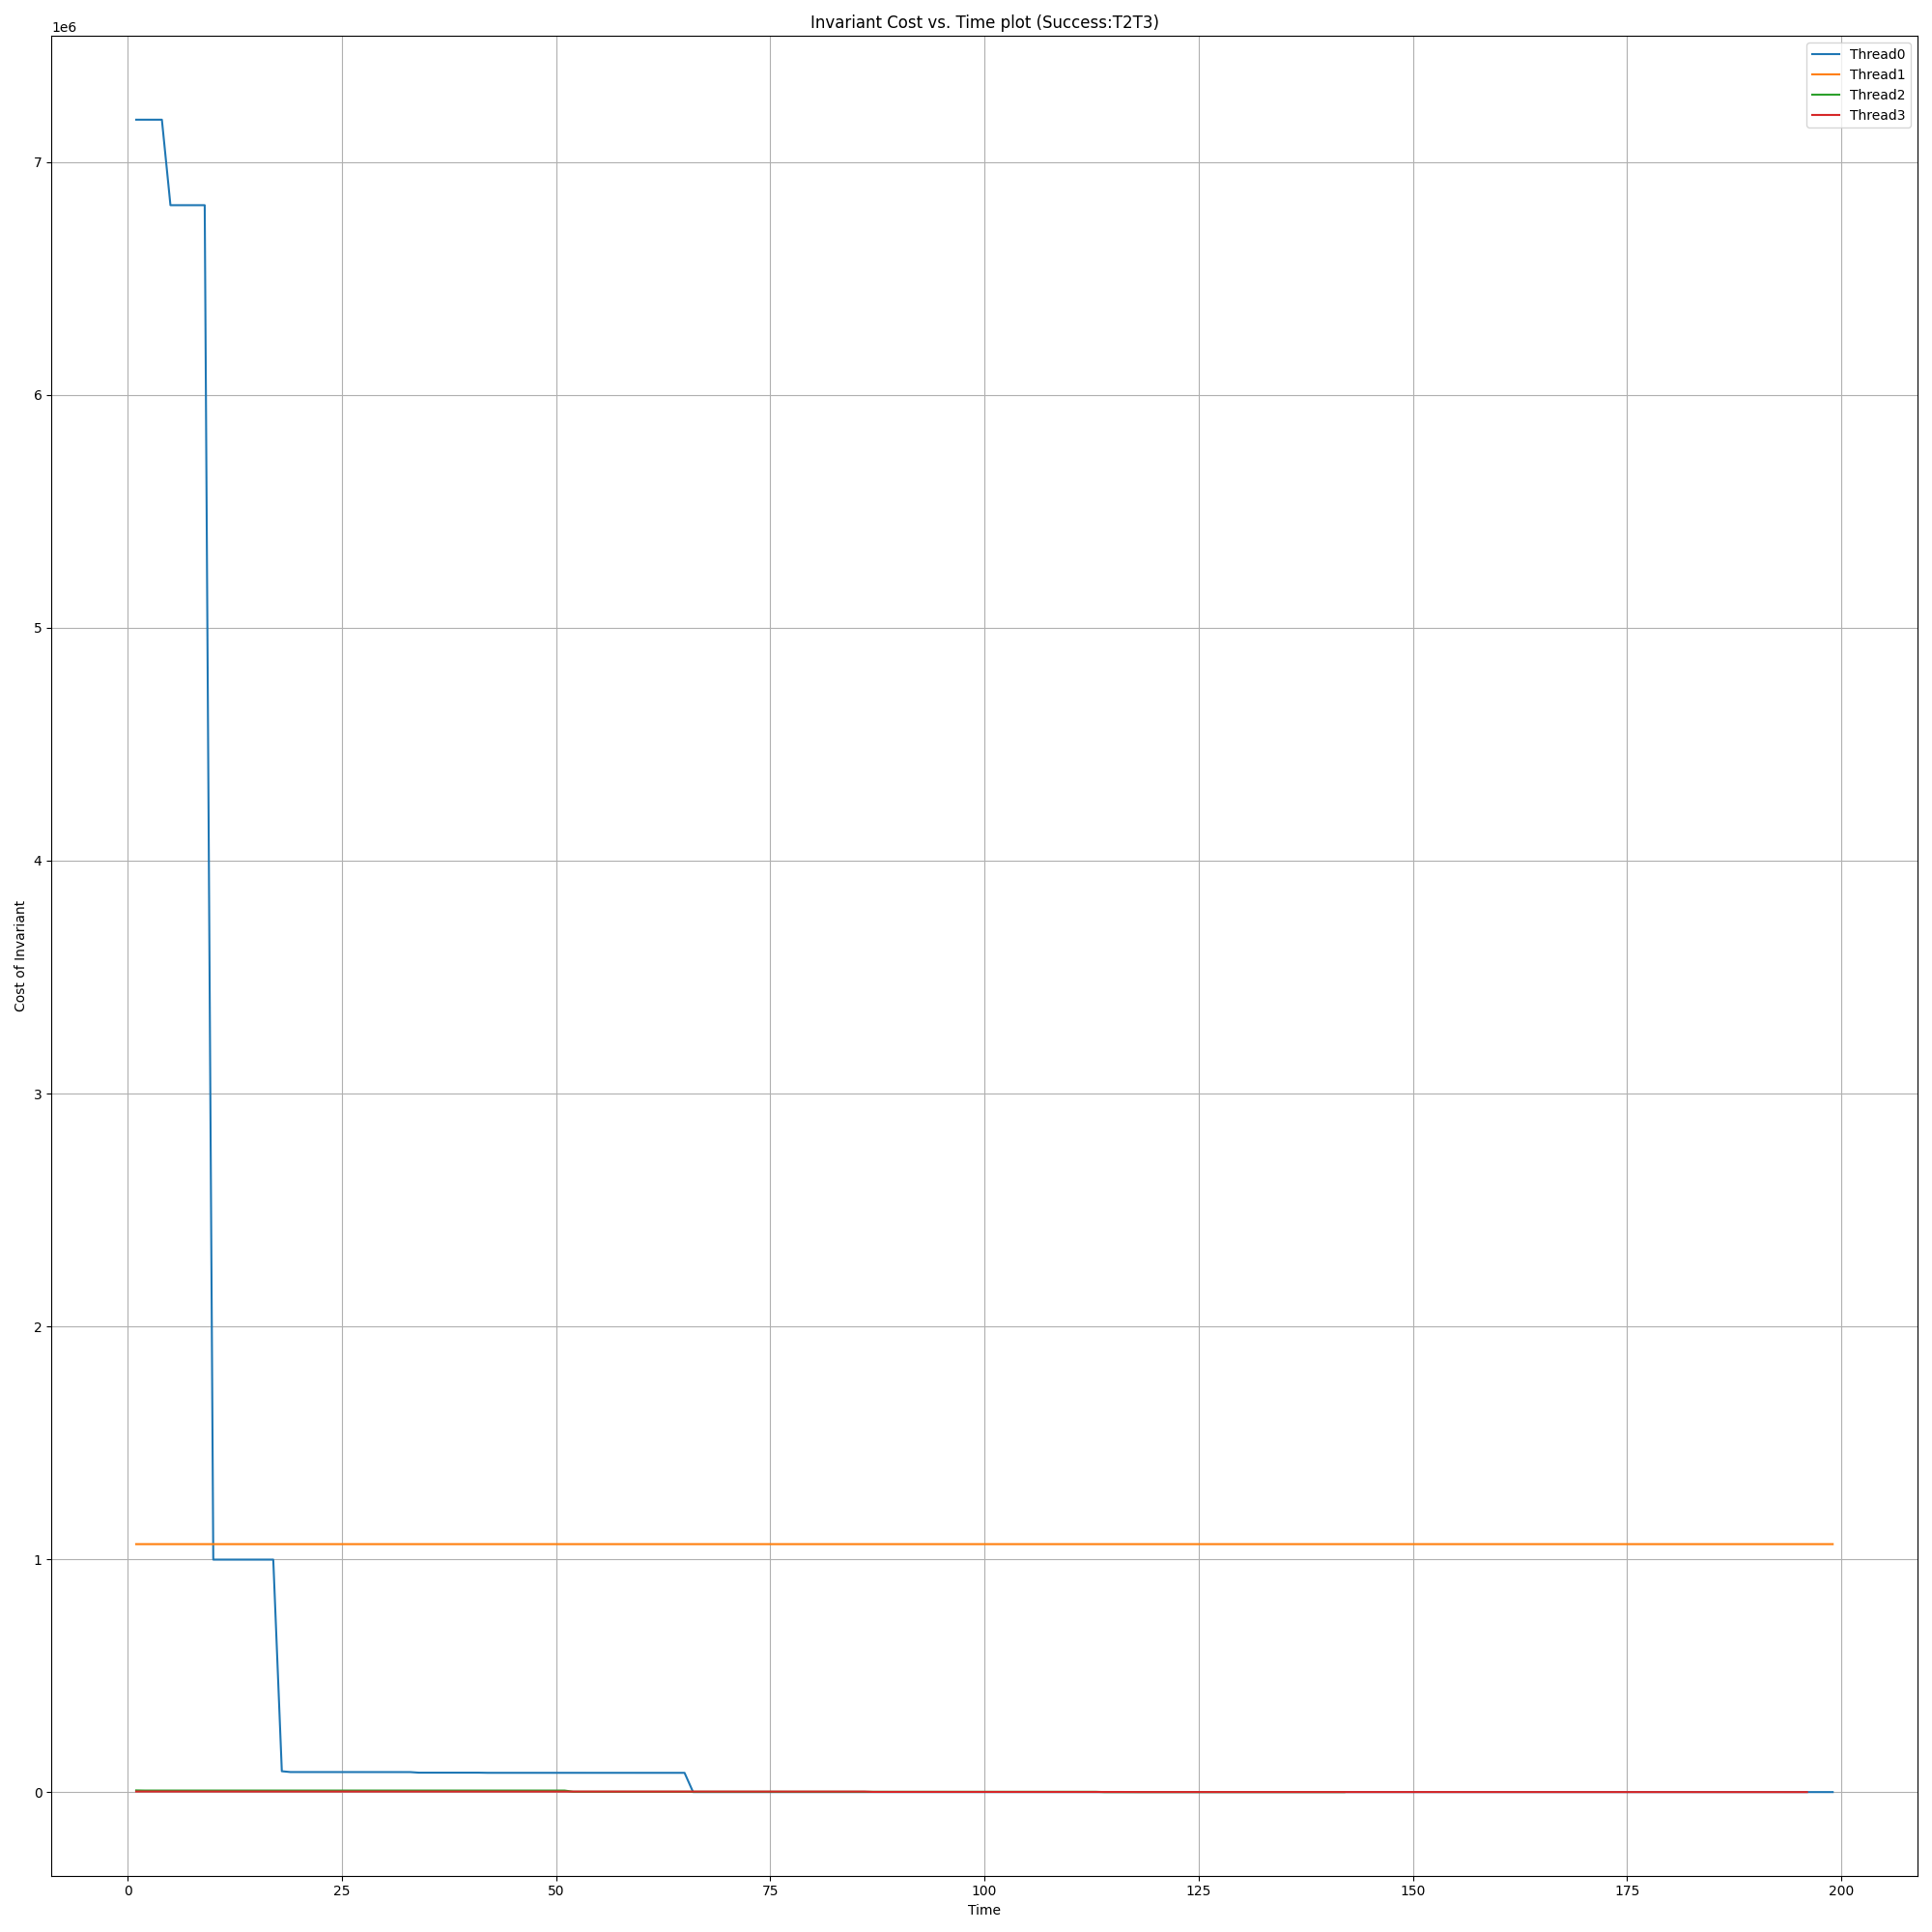 Invariant Cost vs. Time plot (Success:T2T3)
1e6
Thread0
Thread1
Thread2
Thread3
7
6
5
4
3
2
1
0
Cost of Invariant
0 25 50 75 100 125 150 175 200
Time